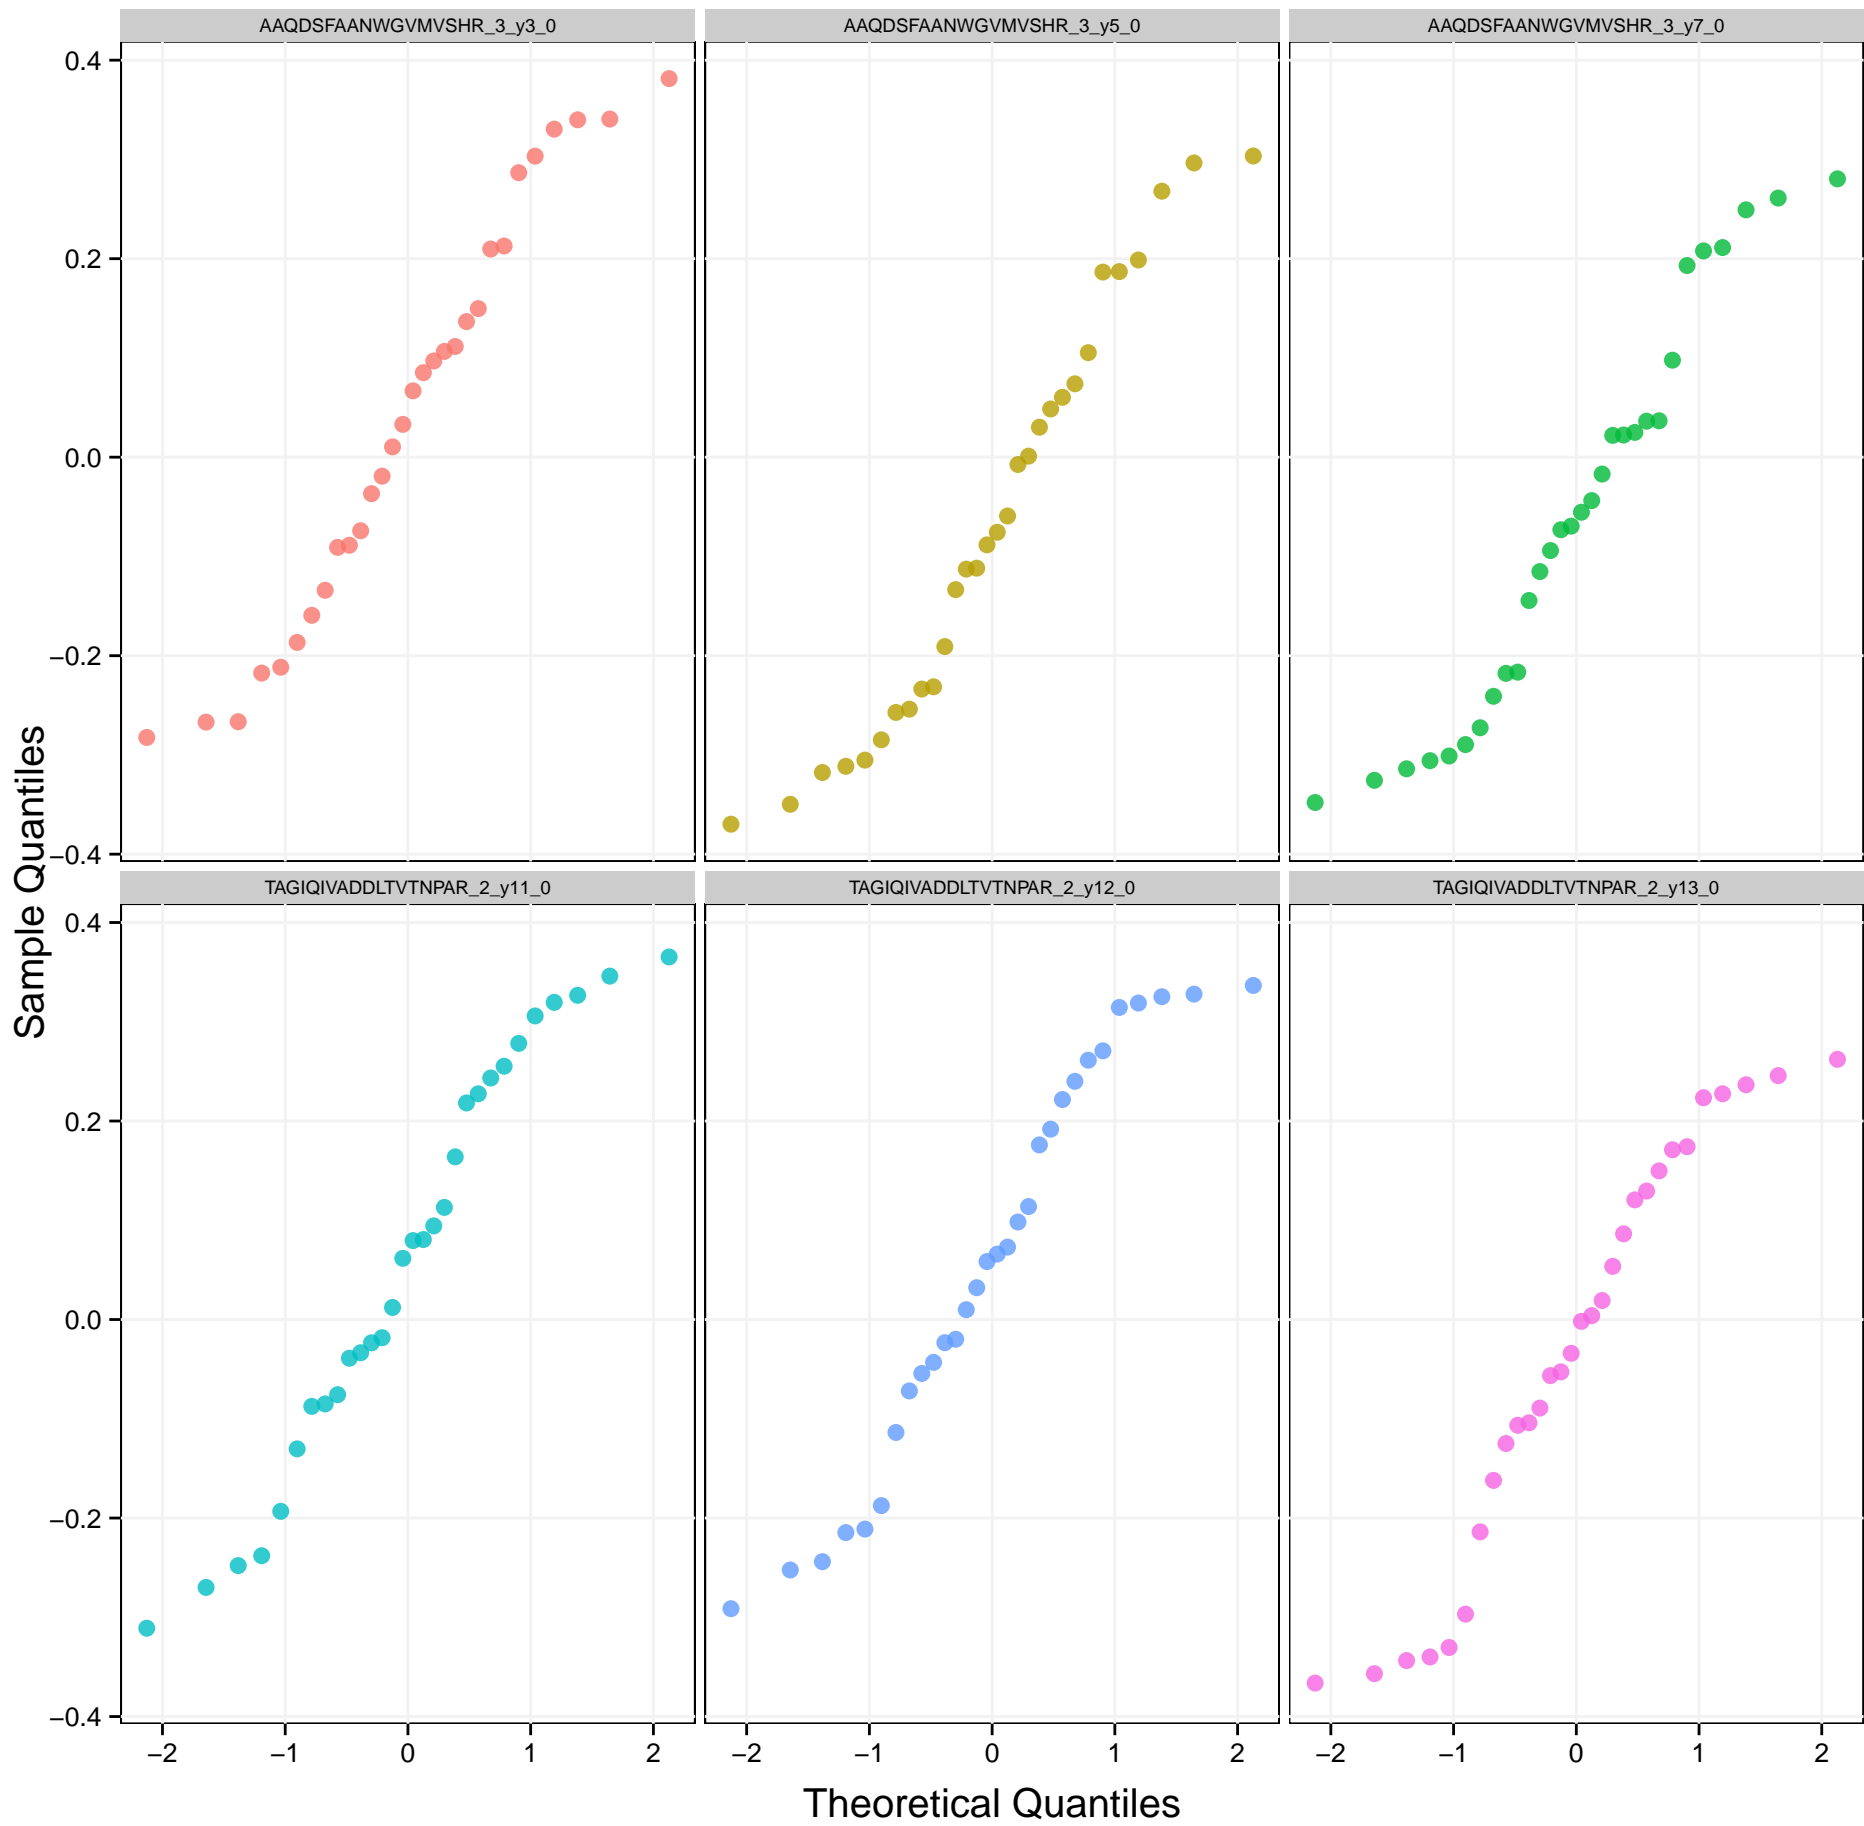 AAQDSFAANWGVMVSHR_3_y3_0
AAQDSFAANWGVMVSHR_3_y5_0
AAQDSFAANWGVMVSHR_3_y7_0
0.4
0.2
0.0
−0.2
−0.4
TAGIQIVADDLTVTNPAR_2_y11_0
TAGIQIVADDLTVTNPAR_2_y12_0
TAGIQIVADDLTVTNPAR_2_y13_0
0.4
0.2
0.0
−0.2
−0.4
Sample Quantiles
−2 −1 0 1 2
−2 −1 0 1 2
−2 −1 0 1 2
Theoretical Quantiles